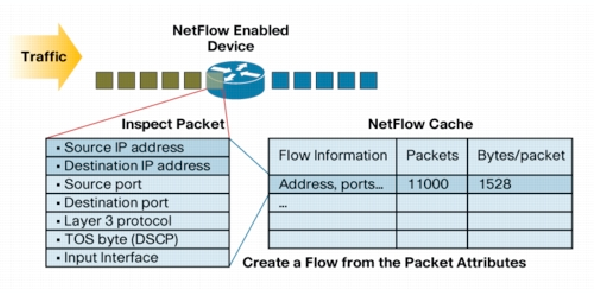 NetFlow Enabled
Device
Traffic
Inspect Packet
• Source IP address
• Destination IP address
• Source port
• Destination port
• Layer 3 protocol
• TOS byte (DSCP)
• Input Interface
NetFlow Cache
Flow Information Packets Bytes/packet
Address, ports... 11000 1528
...
Create a Flow from the Packet Attributes